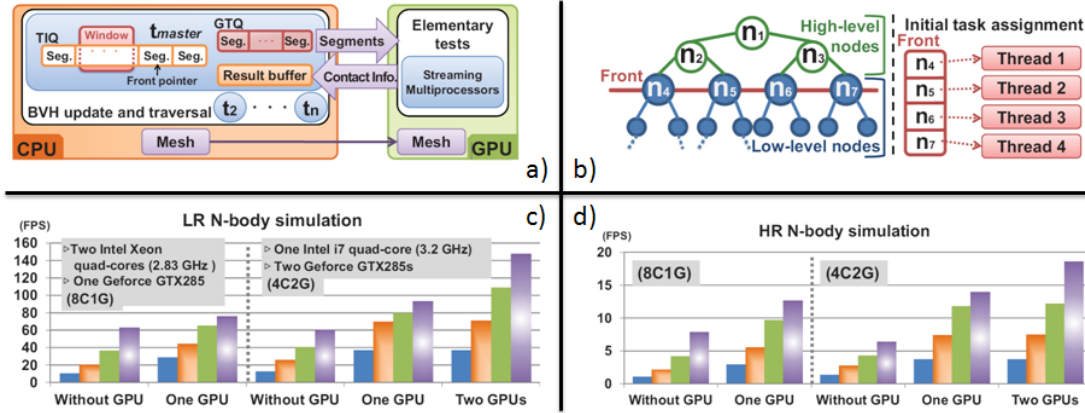 TIQ
Window
tmaster
GTQ
Seg.
Seg.
Seg.
Seg.
Seg.
Front pointer
Result buffer
BVH update and traversal
t2
tn
Segments
Contact Info.
Elementary
tests
Streaming
Multiprocessors
Mesh
Mesh
CPU
GPU
a)
n1
High-level
nodes
n2
n3
Front
n4
n5
n6
n7
Low-level nodes
Initial task assignment
Front
n4
Thread 1
n5
Thread 2
n6
Thread 3
n7
Thread 4
b)
LR N-body simulation
c)
(FPS)
160
140
120
100
80
60
40
20
0
▹Two Intel Xeon
quad-cores (2.83 GHz )
▹ One Geforce GTX285
(8C1G)
▹ One Intel i7 quad-core (3.2 GHz)
▹ Two Geforce GTX285s
(4C2G)
Without GPU
One GPU
Without GPU
One GPU
Two GPUs
d)
HR N-body simulation
(FPS)
20
15
10
5
0
(8C1G)
(4C2G)
Without GPU
One GPU
Without GPU
One GPU
Two GPUs